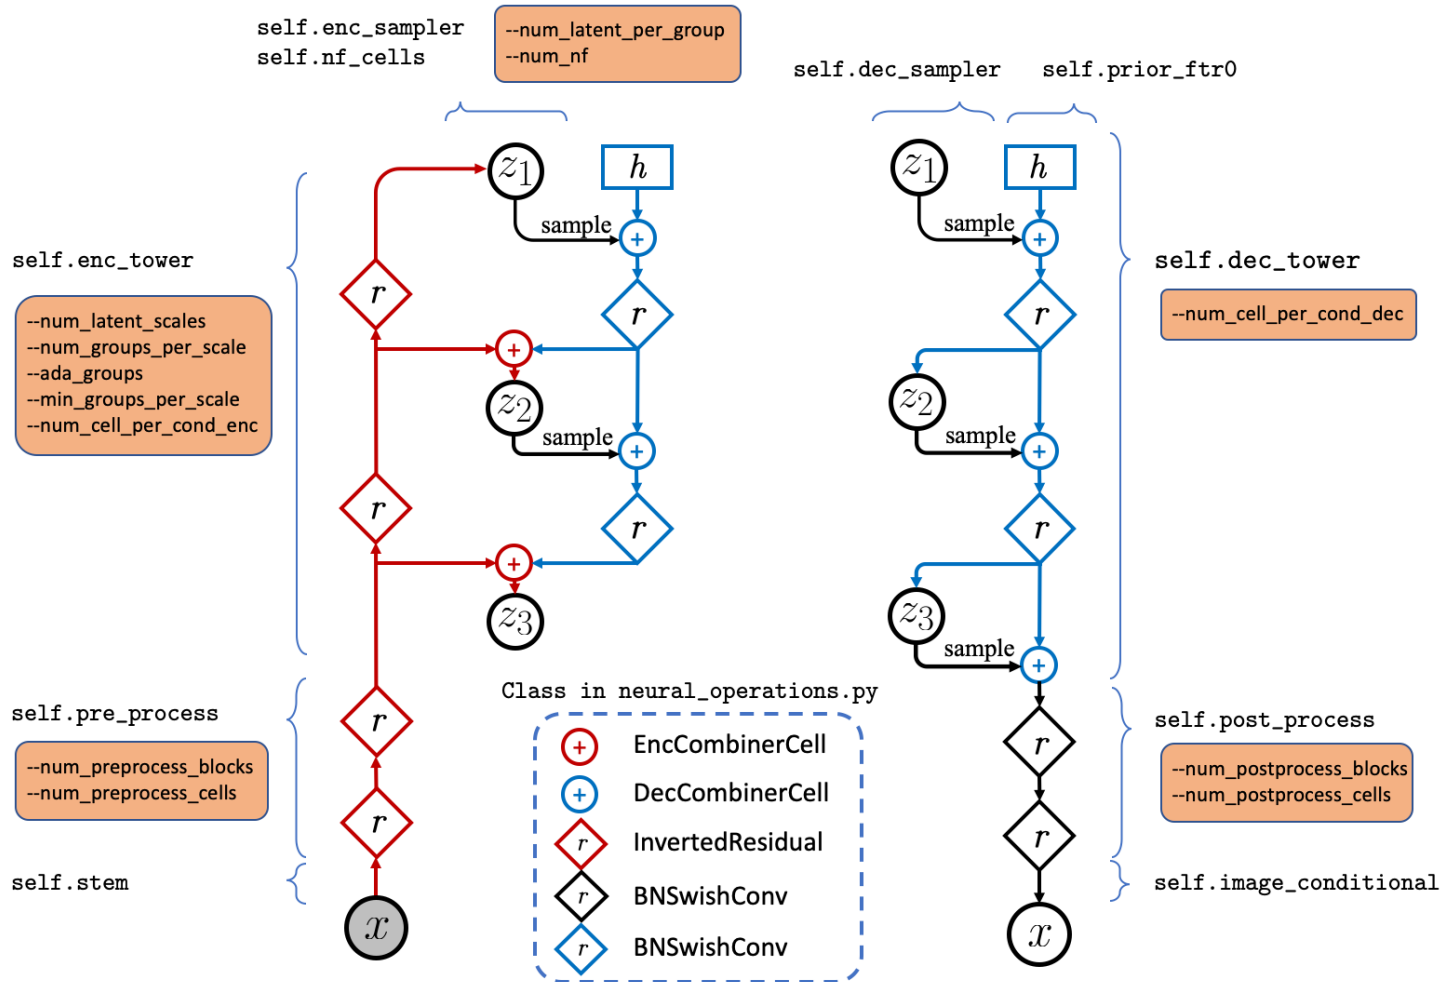 self.enc_sampler
self.nf_cells
--num_latent_per_group
--num_nf
self.dec_sampler
self.prior_ftr0
z1
h
sample
+
r
r
+
+
z2
sample
+
r
r
+
z3
self.enc_tower
--num_latent_scales
--num_groups_per_scale
--ada_groups
--min_groups_per_scale
--num_cell_per_cond_enc
self.pre_process
--num_preprocess_blocks
--num_preprocess_cells
r
r
self.stem
x
z1
h
sample
+
r
z2
sample
+
r
z3
sample
+
r
r
x
self.dec_tower
--num_cell_per_cond_dec
self.post_process
--num_postprocess_blocks
--num_postprocess_cells
self.image_conditional
Class in neural_operations.py
+ EncCombinerCell
+ DecCombinerCell
r InvertedResidual
r BNSwishConv
r BNSwishConv